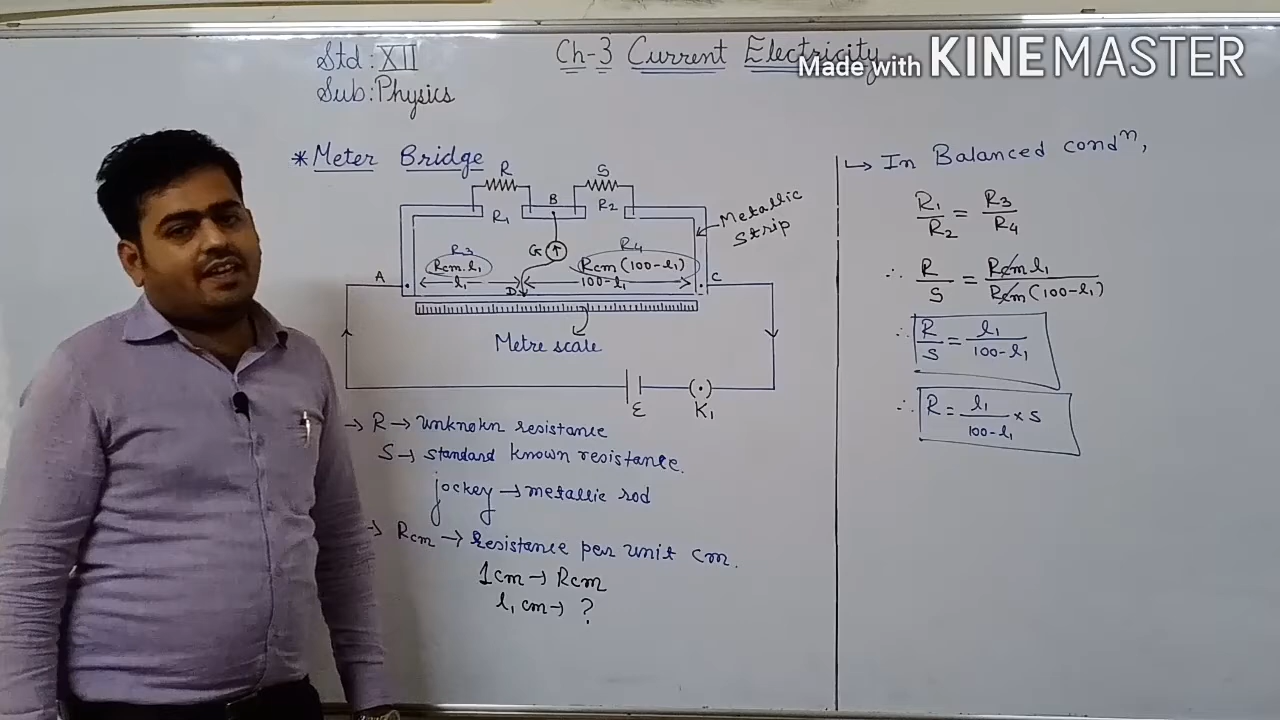 Std : XII
Sub : Physics
Ch-3 Current Electricity
Made with KINEMASTER
* Meter Bridge
R
S
B
R1
R2
Metallic
Strip
G
R3
R4
Rcm·l1
Rcm(100-l1)
A
l1
D
100-l1
C
Metre scale
ε
K1
→ R → unknokn resistance
S → standard known resistance.
jockey → metallic rod
→ Rcm → Resistance per unit cm.
1cm → Rcm
l1 cm → ?
↳ In Balanced condⁿ,
R1/R2 = R3/R4
∴ R/S = Rcm l1/Rcm (100-l1)
∴ R/S = l1/100-l1
∴ R = l1/100-l1 × S